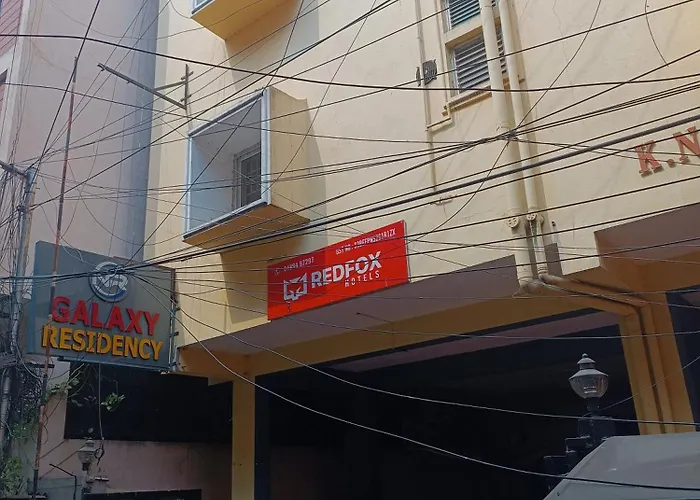 GALAXY
RESIDENCY
REDFOX
HOTELS
K.N